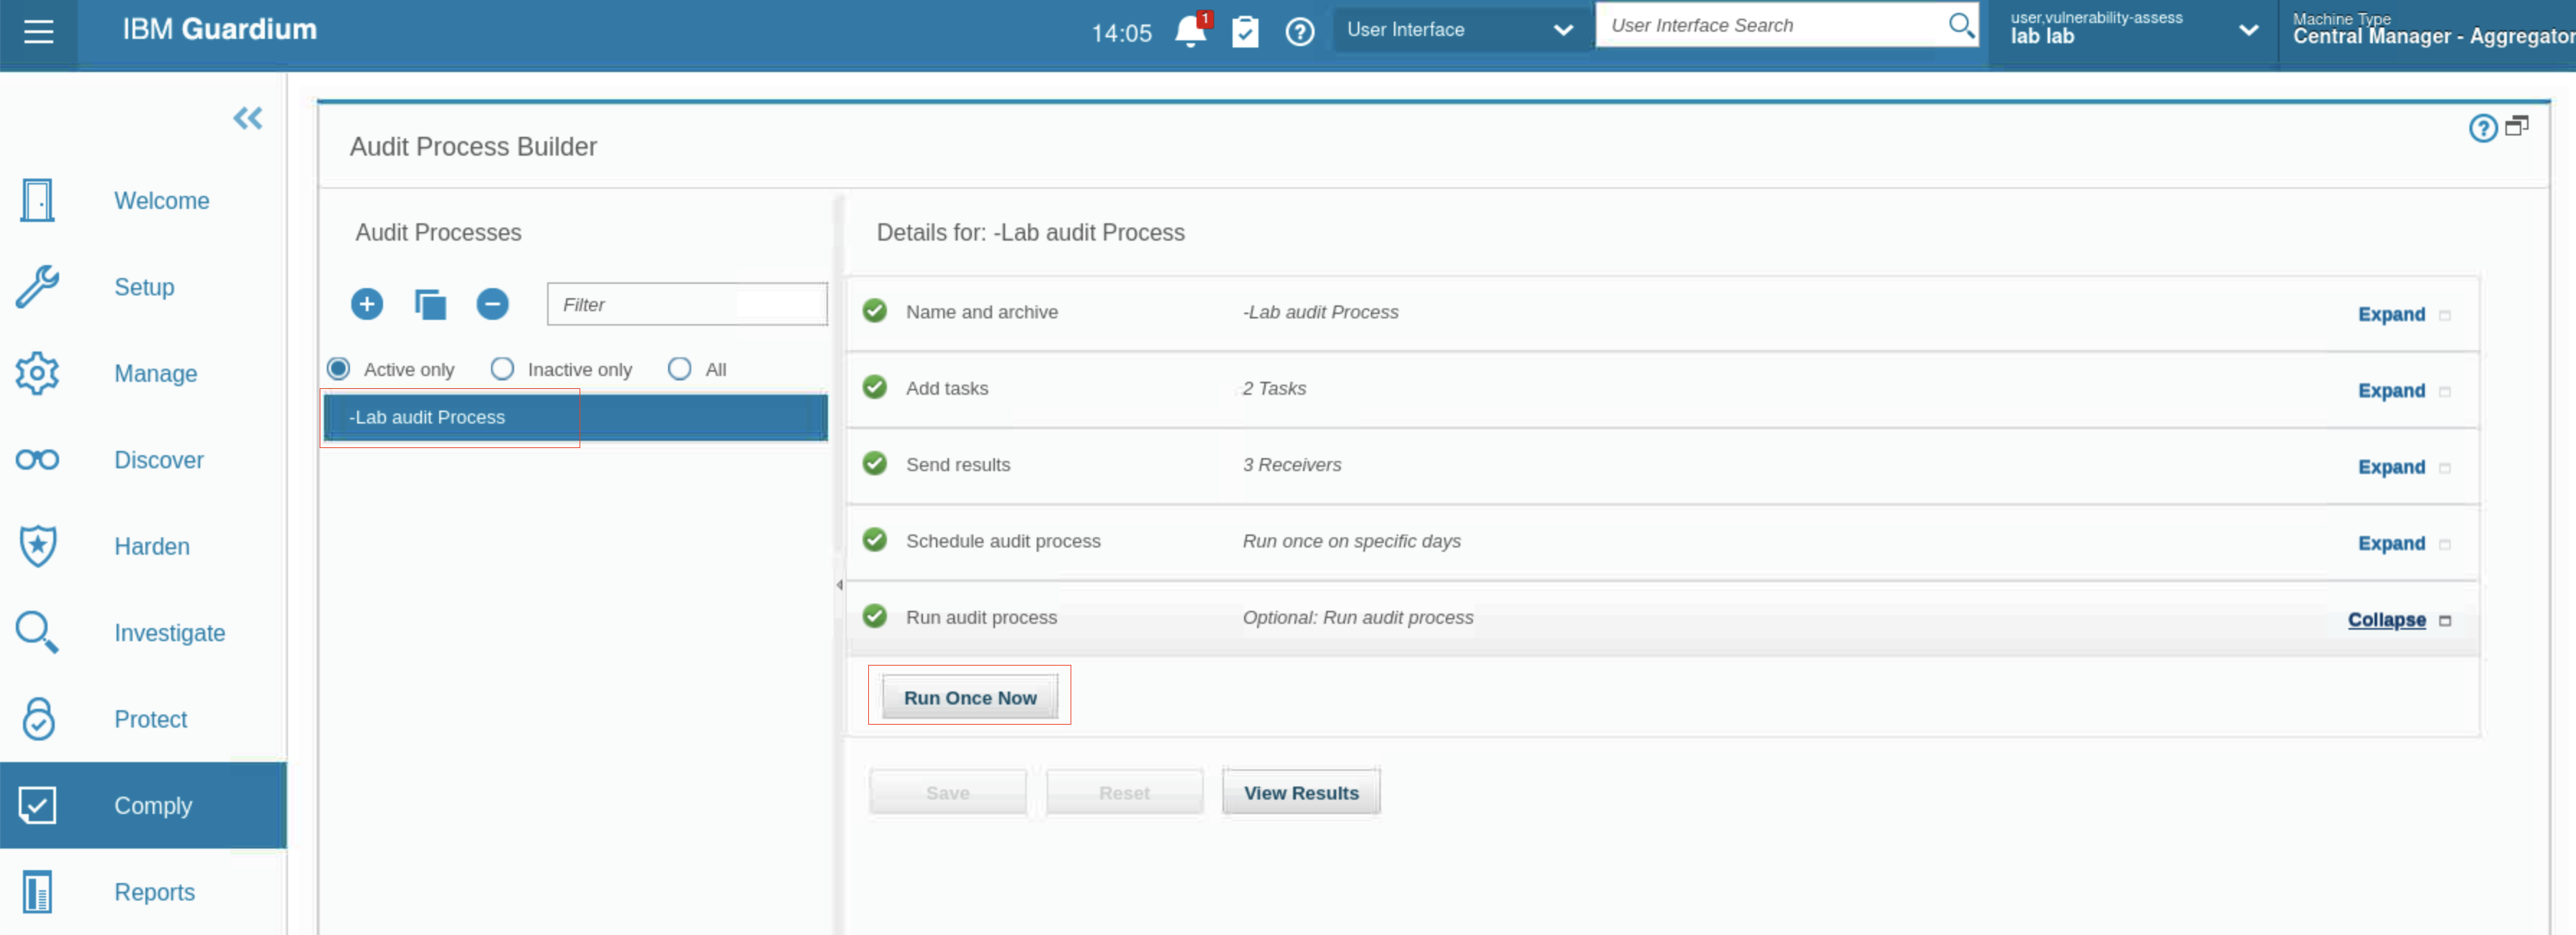 IBM Guardium
14:05
1
User Interface
User Interface Search
user,vulnerability-assess
lab lab
Machine Type
Central Manager - Aggregator
Welcome
Setup
Manage
Discover
Harden
Investigate
Protect
Comply
Reports
Audit Process Builder
Audit Processes
Filter
Active only
Inactive only
All
-Lab audit Process
Details for: -Lab audit Process
Name and archive -Lab audit Process Expand
Add tasks 2 Tasks Expand
Send results 3 Receivers Expand
Schedule audit process Run once on specific days Expand
Run audit process Optional: Run audit process Collapse
Run Once Now
Save Reset View Results